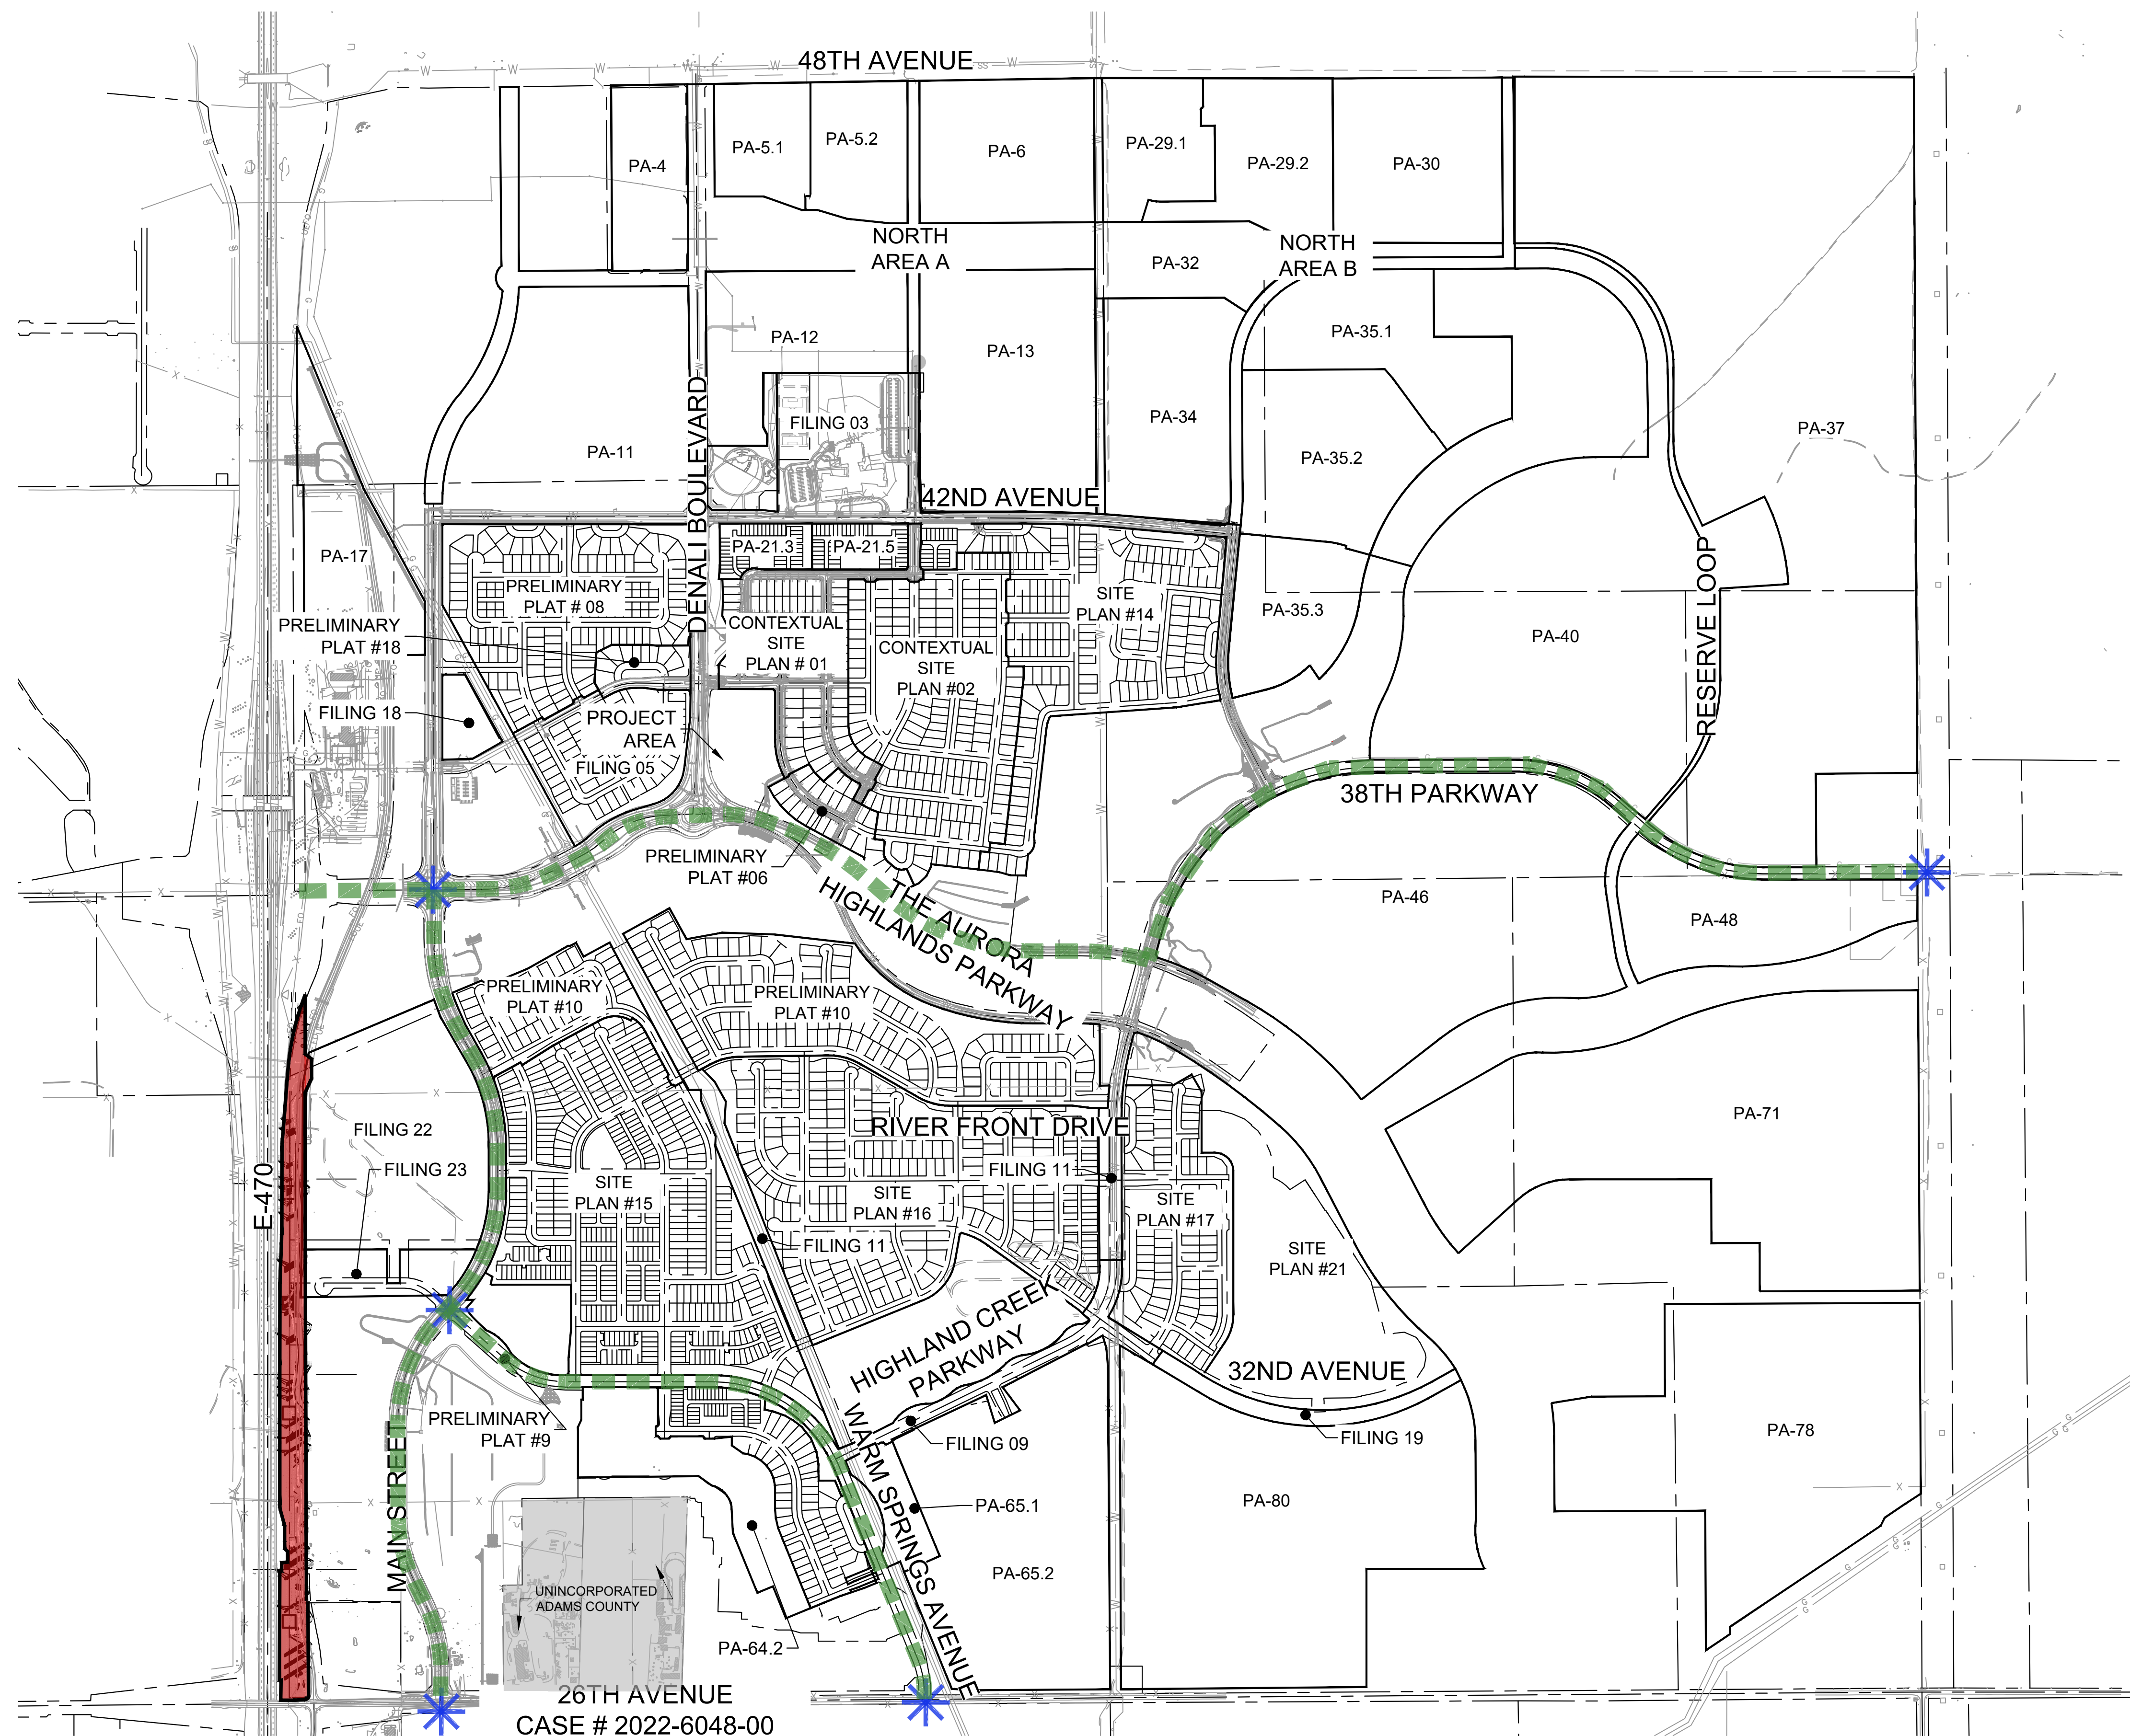 48TH AVENUE
PA-4
PA-5.1
PA-5.2
PA-6
PA-29.1
PA-29.2
PA-30
NORTH
AREA A
PA-32
NORTH
AREA B
PA-12
PA-13
PA-35.1
PA-34
PA-37
FILING 03
PA-11
PA-35.2
DENALI BOULEVARD
42ND AVENUE
PA-17
PA-21.3
PA-21.5
PRELIMINARY
PLAT # 08
SITE
PLAN #14
PA-35.3
PRELIMINARY
PLAT #18
CONTEXTUAL
SITE
PLAN # 01
CONTEXTUAL
SITE
PLAN #02
PA-40
RESERVE LOOP
FILING 18
PROJECT
AREA
FILING 05
38TH PARKWAY
PRELIMINARY
PLAT #06
THE AURORA
HIGHLANDS PARKWAY
PA-46
PA-48
PRELIMINARY
PLAT #10
PRELIMINARY
PLAT #10
FILING 22
RIVER FRONT DRIVE
PA-71
E-470
FILING 23
FILING 11
SITE
PLAN #15
SITE
PLAN #16
SITE
PLAN #17
FILING 11
SITE
PLAN #21
HIGHLAND CREEK
PARKWAY
32ND AVENUE
PRELIMINARY
PLAT #9
MAIN STREET
WARM SPRINGS AVENUE
FILING 09
FILING 19
PA-78
PA-65.1
PA-80
PA-65.2
UNINCORPORATED
ADAMS COUNTY
PA-64.2
26TH AVENUE
CASE # 2022-6048-00